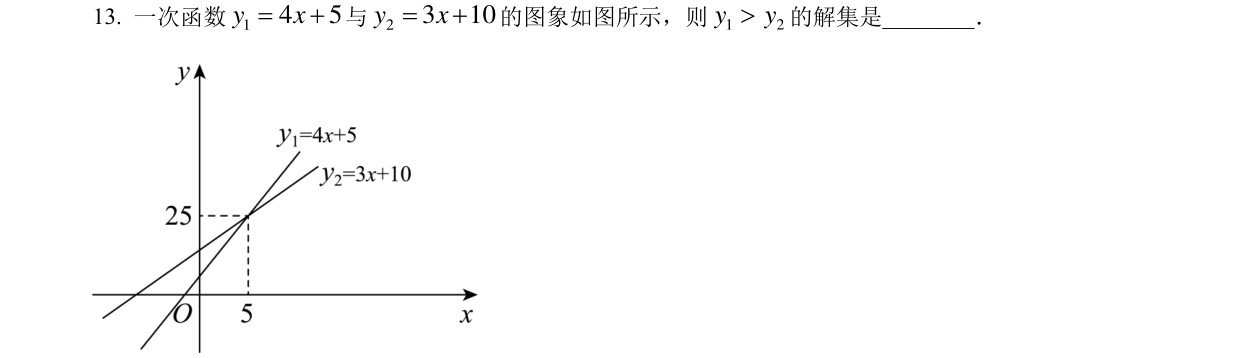 13. 一次函数 y₁ = 4x+5 与 y₂ = 3x+10 的图象如图所示，则 y₁ > y₂ 的解集是________．
y
y₁=4x+5
y₂=3x+10
25
O
5
x